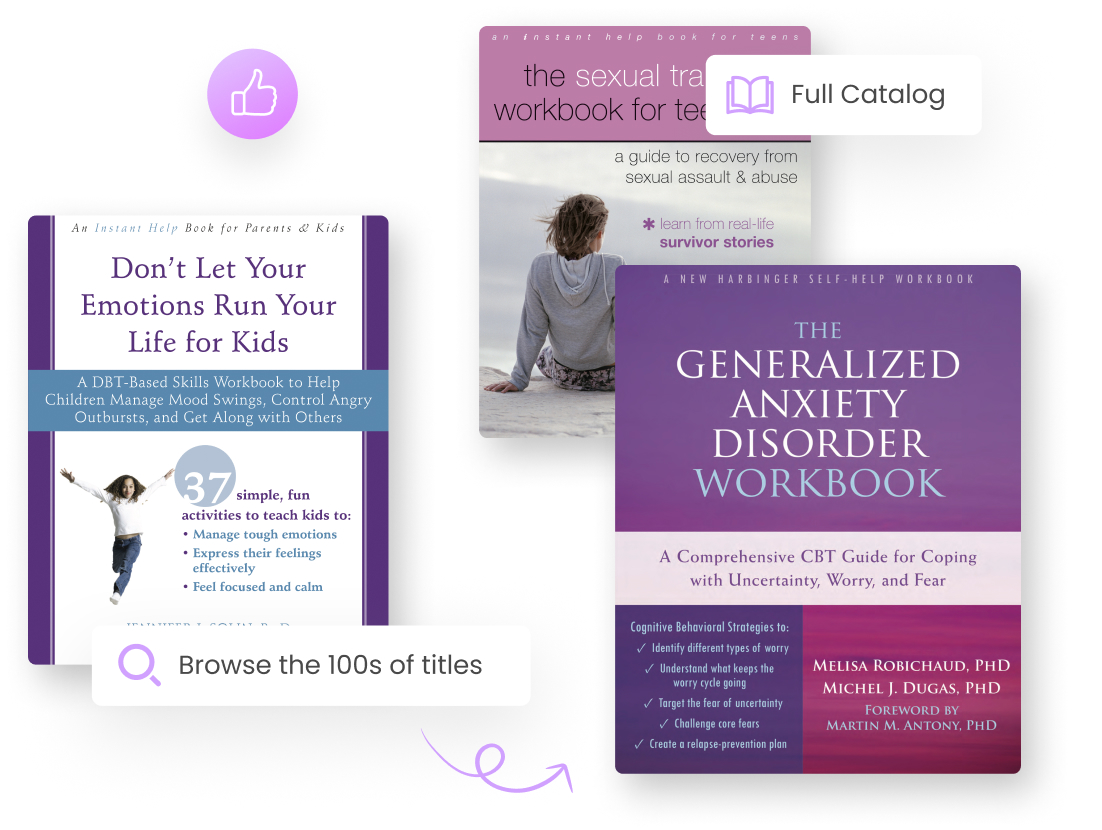 an instant help book for teens
the sexual
workbook for
Full Catalog
a guide to recovery from
sexual assault & abuse
✱ learn from real-life
survivor stories
An Instant Help Book for Parents & Kids
Don't Let Your
Emotions Run Your
Life for Kids
A DBT-Based Skills Workbook to Help
Children Manage Mood Swings, Control Angry
Outbursts, and Get Along with Others
37 simple, fun
activities to teach kids to:
• Manage tough emotions
• Express their feelings
effectively
• Feel focused and calm
Browse the 100s of titles
A NEW HARBINGER SELF-HELP WORKBOOK
THE
GENERALIZED
ANXIETY
DISORDER
WORKBOOK
A Comprehensive CBT Guide for Coping
with Uncertainty, Worry, and Fear
Cognitive Behavioral Strategies to:
✓ Identify different types of worry
✓ Understand what keeps the
worry cycle going
✓ Target the fear of uncertainty
✓ Challenge core fears
✓ Create a relapse-prevention plan
MELISA ROBICHAUD, PHD
MICHEL J. DUGAS, PHD
FOREWORD BY
MARTIN M. ANTONY, PHD